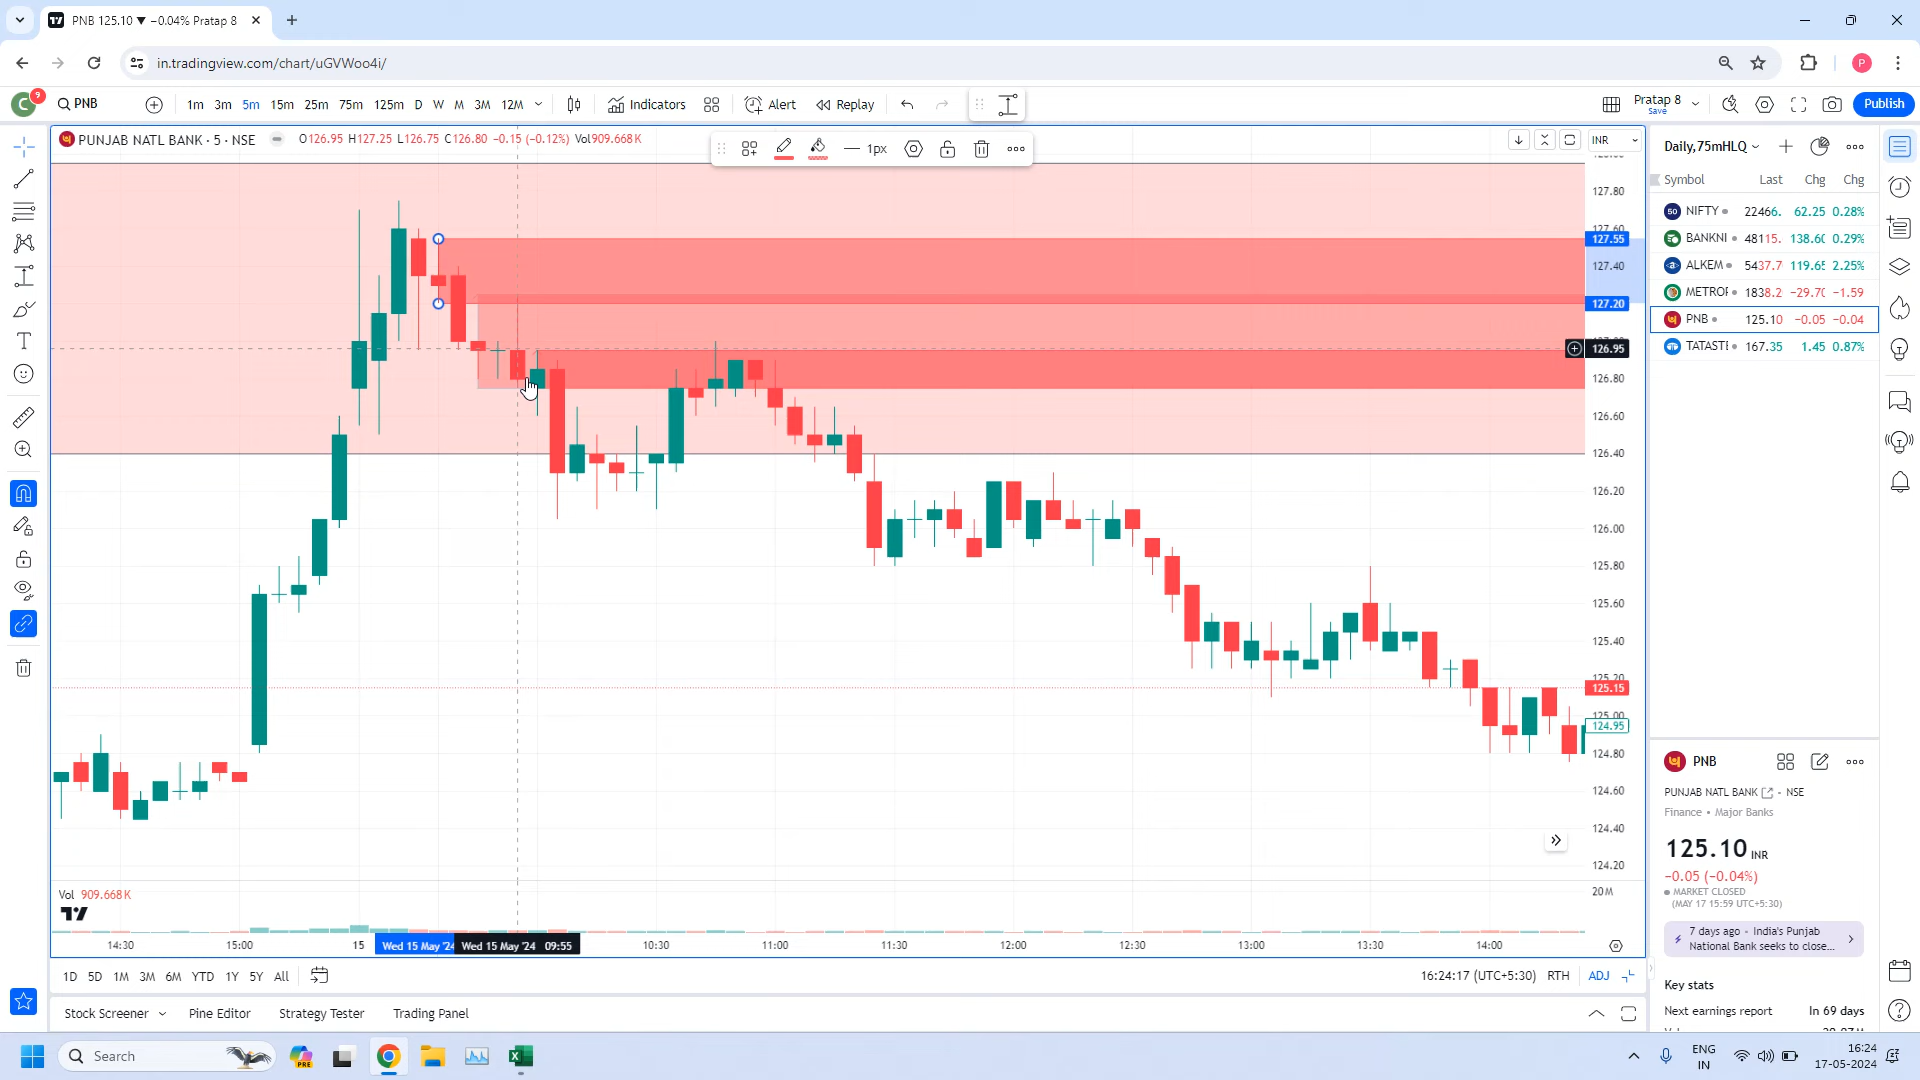 PNB 125.10 ▼ −0.04% Pratap 8
in.tradingview.com/chart/uGVWoo4i/
P
C 9 PNB 1m 3m 5m 15m 25m 75m 125m D W M 3M 12M Indicators Alert Replay Pratap 8 Save Publish
PUNJAB NATL BANK · 5 · NSE O126.95 H127.25 L126.75 C126.80 −0.15 (−0.12%) Vol909.668K
1px
INR
127.80
127.60
127.55
127.40
127.20
126.95
126.80
126.60
126.40
126.20
126.00
125.80
125.60
125.40
125.20
125.15
125.00
124.95
124.80
124.60
124.40
124.20
20M
Vol 909.668K
14:30 15:00 15 Wed 15 May '24 Wed 15 May '24 09:55 10:30 11:00 11:30 12:00 12:30 13:00 13:30 14:00
1D 5D 1M 3M 6M YTD 1Y 5Y All
16:24:17 (UTC+5:30) RTH ADJ
Stock Screener Pine Editor Strategy Tester Trading Panel
Daily,75mHLQ
Symbol Last Chg Chg
NIFTY 22466. 62.25 0.28%
BANKNI 48115. 138.60 0.29%
ALKEM 5437.7 119.65 2.25%
METROF 1838.2 −29.70 −1.59
PNB 125.10 −0.05 −0.04
TATASTE 167.35 1.45 0.87%
PNB
PUNJAB NATL BANK · NSE
Finance • Major Banks
125.10 INR
−0.05 (−0.04%)
MARKET CLOSED
(MAY 17 15:59 UTC+5:30)
7 days ago • India's Punjab
National Bank seeks to close...
Key stats
Next earnings report In 69 days
Search
PRE
ENG
IN
16:24
17-05-2024